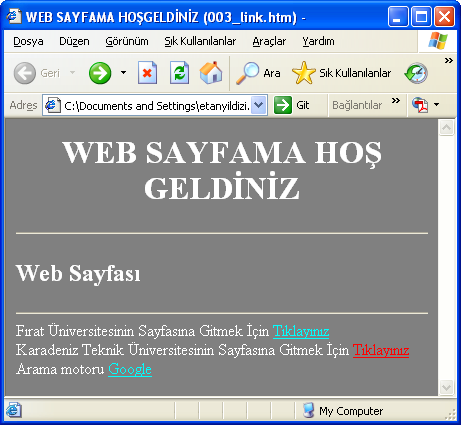 WEB SAYFAMA HOŞGELDİNİZ (003_link.htm) -
Dosya Düzen Görünüm Sık Kullanılanlar Araçlar Yardım
Geri Ara Sık Kullanılanlar
Adres C:\Documents and Settings\etanyildizi. Git Bağlantılar
WEB SAYFAMA HOŞ
GELDİNİZ
Web Sayfası
Fırat Üniversitesinin Sayfasına Gitmek İçin Tıklayınız
Karadeniz Teknik Üniversitesinin Sayfasına Gitmek İçin Tıklayınız
Arama motoru Google
My Computer